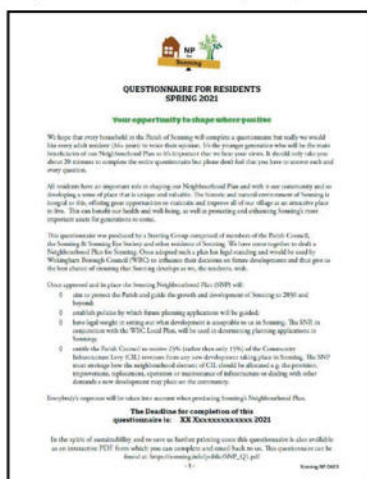 NP
for
Sonning
QUESTIONNAIRE FOR RESIDENTS
SPRING 2021
Your opportunity to shape where you live
We hope that every household in the Parish of Sonning will complete a questionnaire but really we would
like every adult resident to voice their opinion. It's the younger generation who will be the main
beneficiaries of our Neighbourhood Plan so it's important that we hear your views. It should only take you
about 20 minutes to complete the entire questionnaire but please don't feel that you have to answer each and
every question.
All residents have an important role in shaping our Neighbourhood Plan and with it our community and so
developing a sense of place that is unique and valuable. The historic and natural environment of Sonning is
integral to this, offering great opportunities to maintain and improve all of our village as an attractive place
to live. This can benefit our health and well being, as well as protecting and enhancing Sonning's most
important assets for generations to come.
This questionnaire was produced by a Steering Group comprised of members of the Parish Council,
the Sonning & Sonning Eye Society and other residents of Sonning. We have come together to draft a
Neighbourhood Plan for Sonning. Once adopted such a plan has legal standing and would be used by
Wokingham Borough Council (WBC) to influence their decisions on future development and thus give us
the best chance of ensuring that Sonning develops as we, the residents, wish.
Once approved and in place the Sonning Neighbourhood Plan (SNP) will:
◊ aim to protect the Parish and guide the growth and development of Sonning to 2036 and
beyond;
◊ establish policies by which future planning applications will be guided;
◊ have legal weight in setting out what development is acceptable to us in Sonning. The SNP, in
conjunction with the WBC Local Plan, will be used in determining planning applications in
Sonning;
◊ entitle the Parish Council to receive 25% (rather than only 15%) of the Community
Infrastructure Levy (CIL) revenues from any new development taking place in Sonning. The SNP
must envisage how the neighbourhood element of CIL should be allocated e.g. the provision,
improvement, replacement, operation or maintenance of infrastructure or dealing with other
demands a new development may place on the community.
Everybody's responses will be taken into account when producing Sonning's Neighbourhood Plan.
The Deadline for completion of this
questionnaire is: XX Xxxxxxxxxxxxx 2021
In the spirit of sustainability and to save us further printing costs this questionnaire is also available
as an interactive PDF form which you can complete and email back to us. This questionnaire can be
found at:
- 1 -